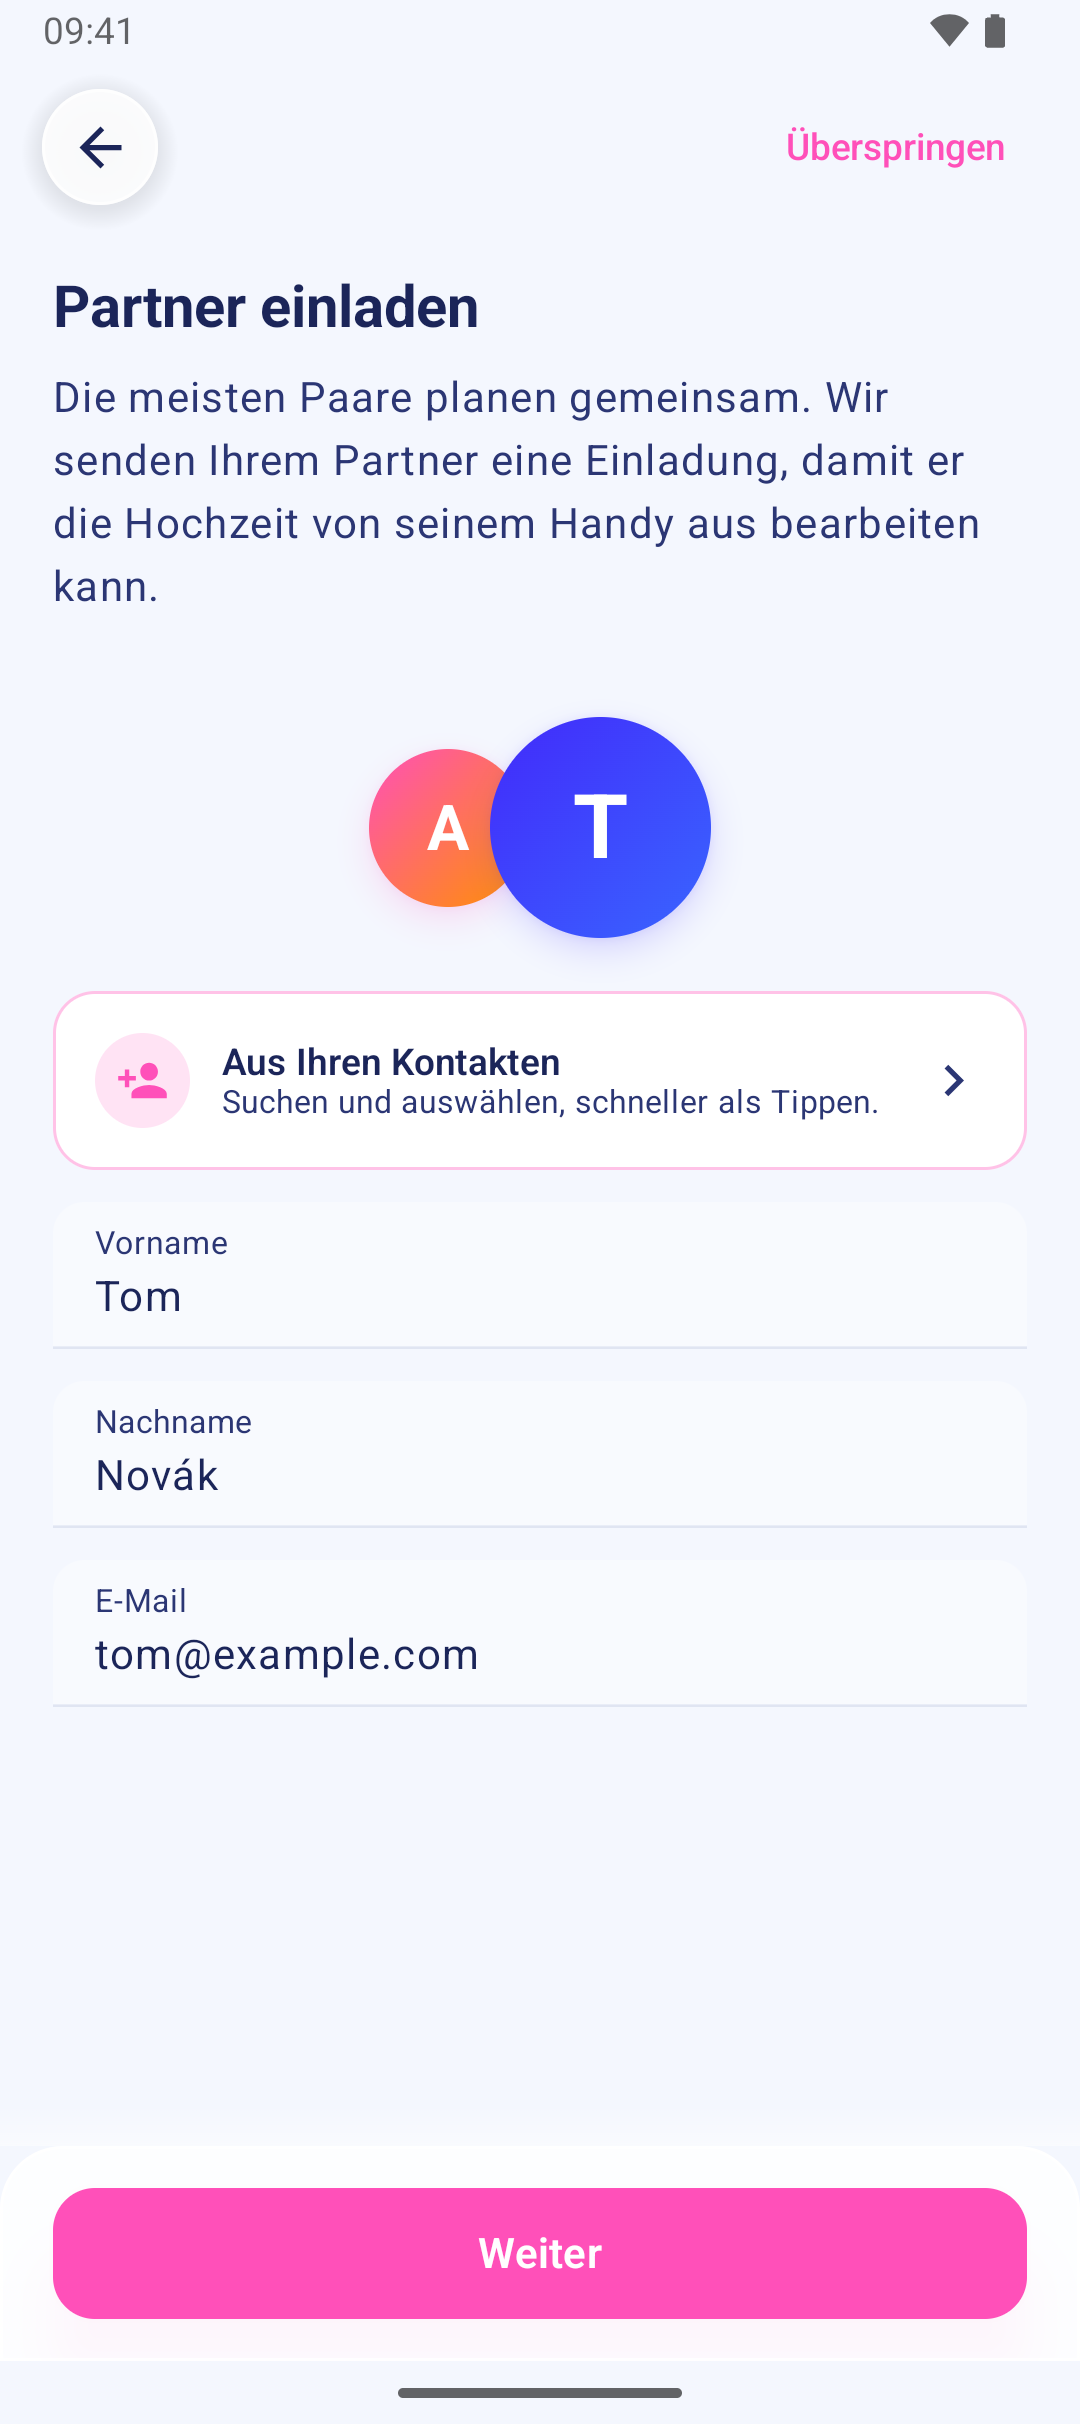 09:41
Überspringen
Partner einladen
Die meisten Paare planen gemeinsam. Wir
senden Ihrem Partner eine Einladung, damit er
die Hochzeit von seinem Handy aus bearbeiten
kann.
A
T
Aus Ihren Kontakten
Suchen und auswählen, schneller als Tippen.
Vorname
Tom
Nachname
Novák
E-Mail
tom@example.com
Weiter